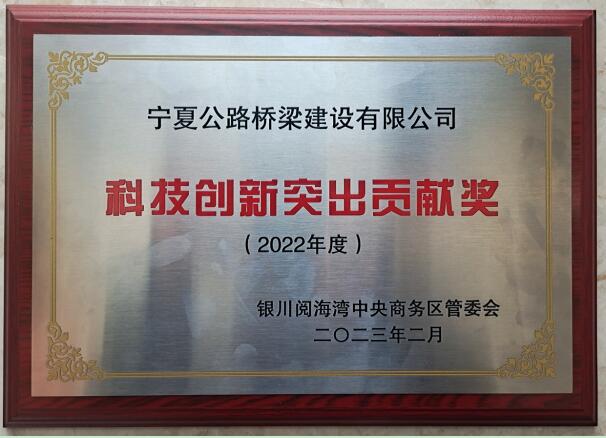 宁夏公路桥梁建设有限公司
科技创新突出贡献奖
（2022年度）
银川阅海湾中央商务区管委会
二〇二三年二月